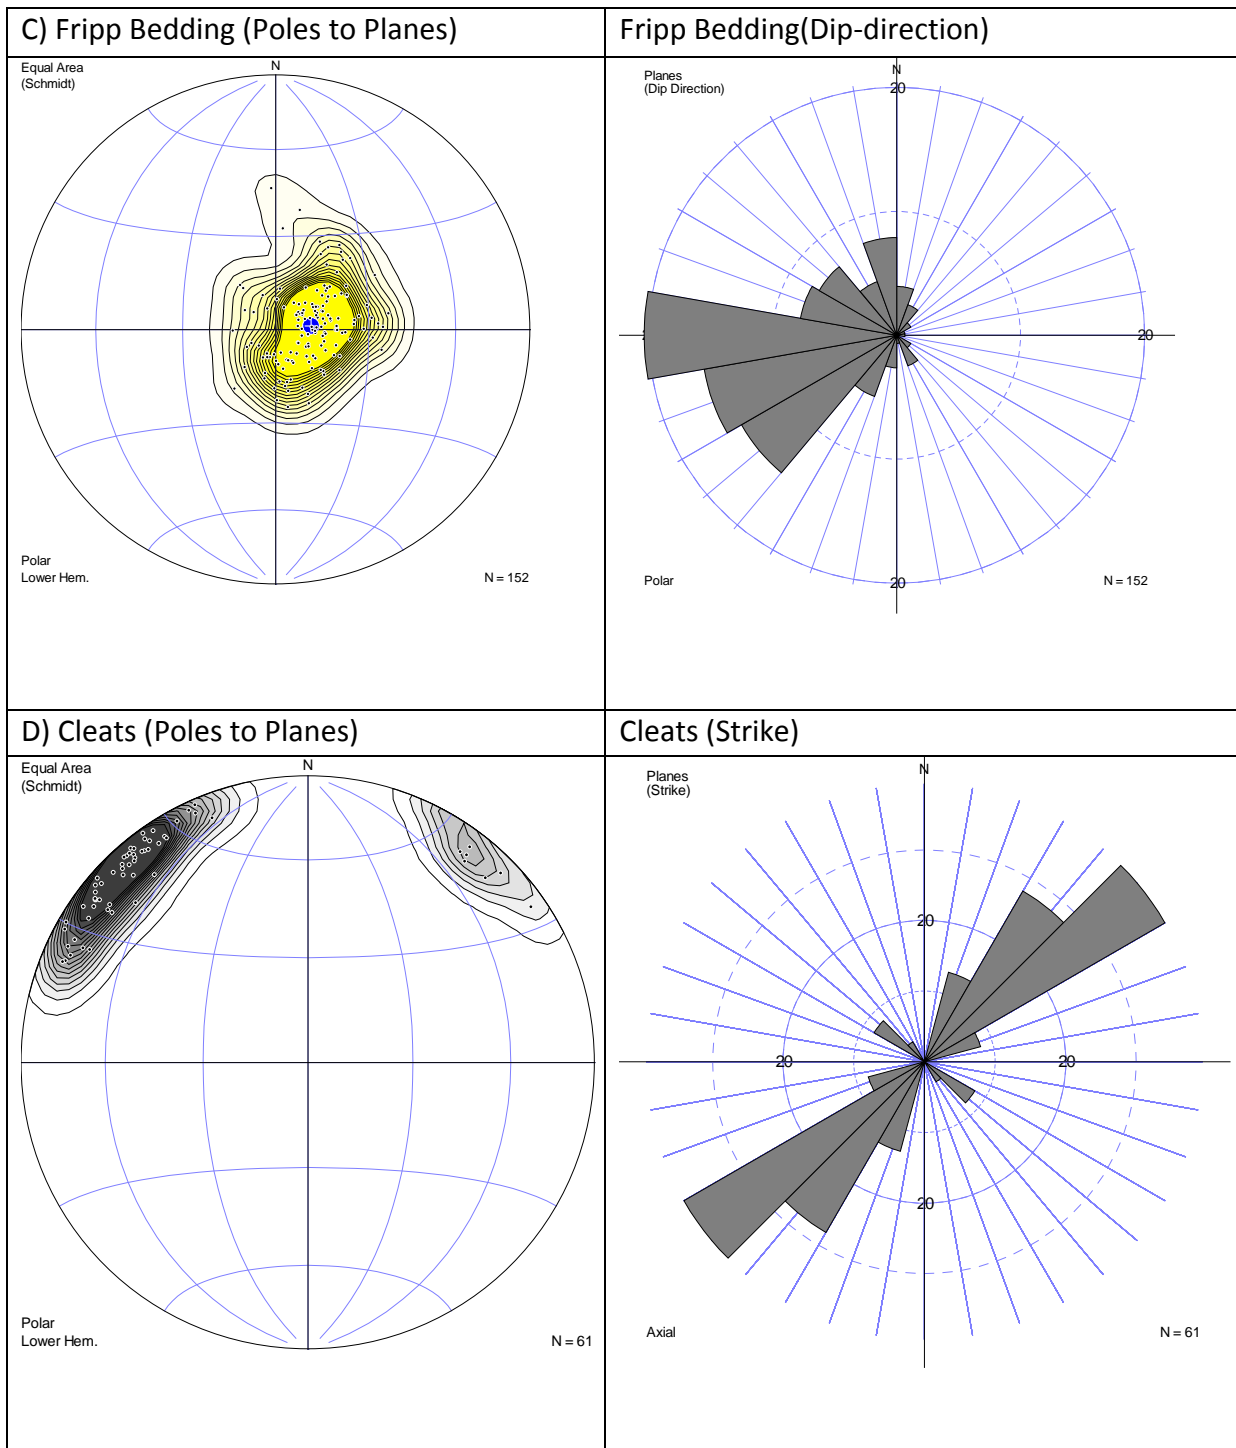 C) Fripp Bedding (Poles to Planes)
Fripp Bedding(Dip-direction)
Equal Area
(Schmidt)
N
Polar
Lower Hem.
N = 152
Planes
(Dip Direction)
N
20
20
20
Polar
N = 152
D) Cleats (Poles to Planes)
Cleats (Strike)
Equal Area
(Schmidt)
N
Polar
Lower Hem.
N = 61
Planes
(Strike)
N
20
20
20
20
Axial
N = 61